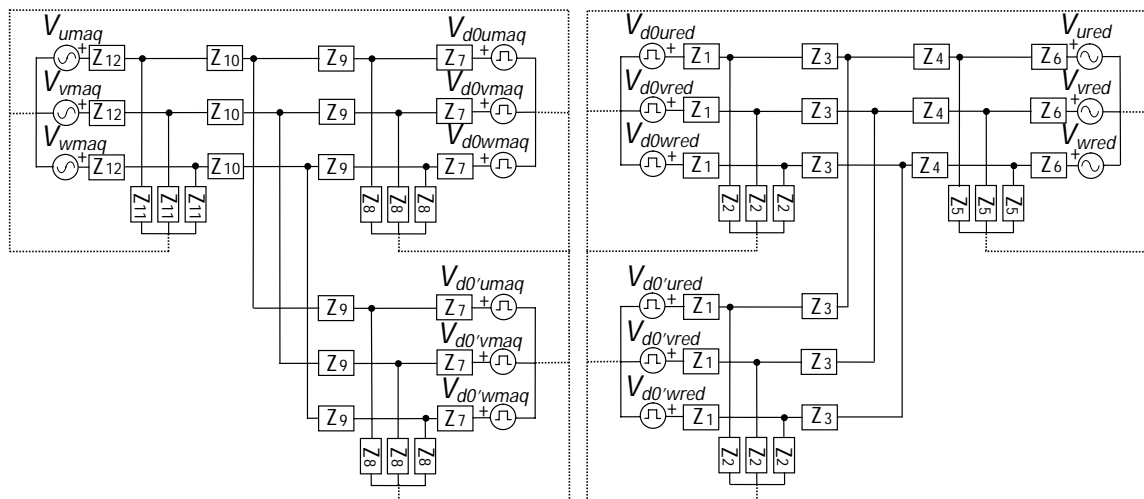 Vumaq
Vd0umaq
Vd0ured
Vured
+ Z12 Z10 Z9 Z7 +
+ Z1 Z3 Z4 Z6 +
Vvmaq
Vd0vmaq
Vd0vred
Vvred
+ Z12 Z10 Z9 Z7 +
+ Z1 Z3 Z4 Z6 +
Vwmaq
Vd0wmaq
Vd0wred
Vwred
+ Z12 Z10 Z9 Z7 +
+ Z1 Z3 Z4 Z6 +
Z11 Z11 Z11
Z8 Z8 Z8
Z2 Z2 Z2
Z5 Z5 Z5
Vd0'umaq
Vd0'ured
Z9 Z7 +
+ Z1 Z3
Vd0'vmaq
Vd0'vred
Z9 Z7 +
+ Z1 Z3
Vd0'wmaq
Vd0'wred
Z9 Z7 +
+ Z1 Z3
Z8 Z8 Z8
Z2 Z2 Z2